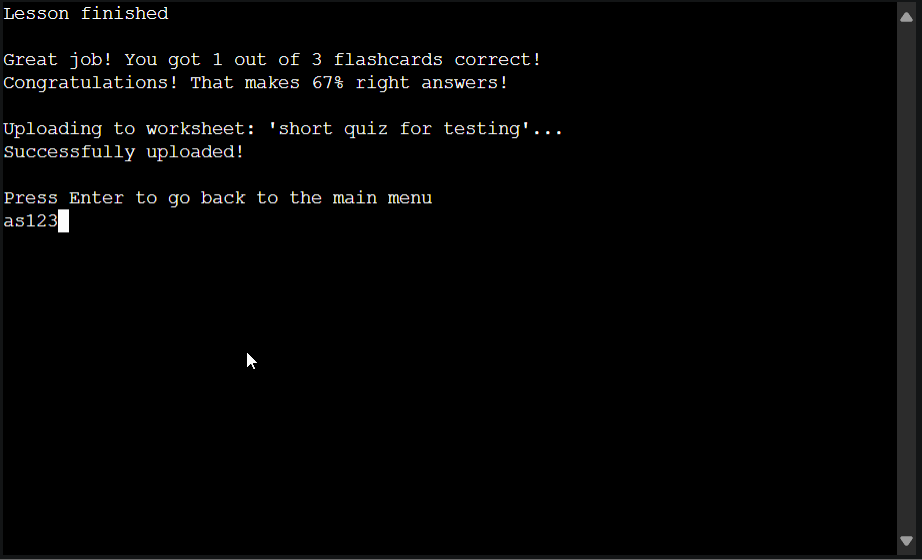 Lesson finished
Great job! You got 1 out of 3 flashcards correct!
Congratulations! That makes 67% right answers!
Uploading to worksheet: 'short quiz for testing'...
Successfully uploaded!
Press Enter to go back to the main menu
as123